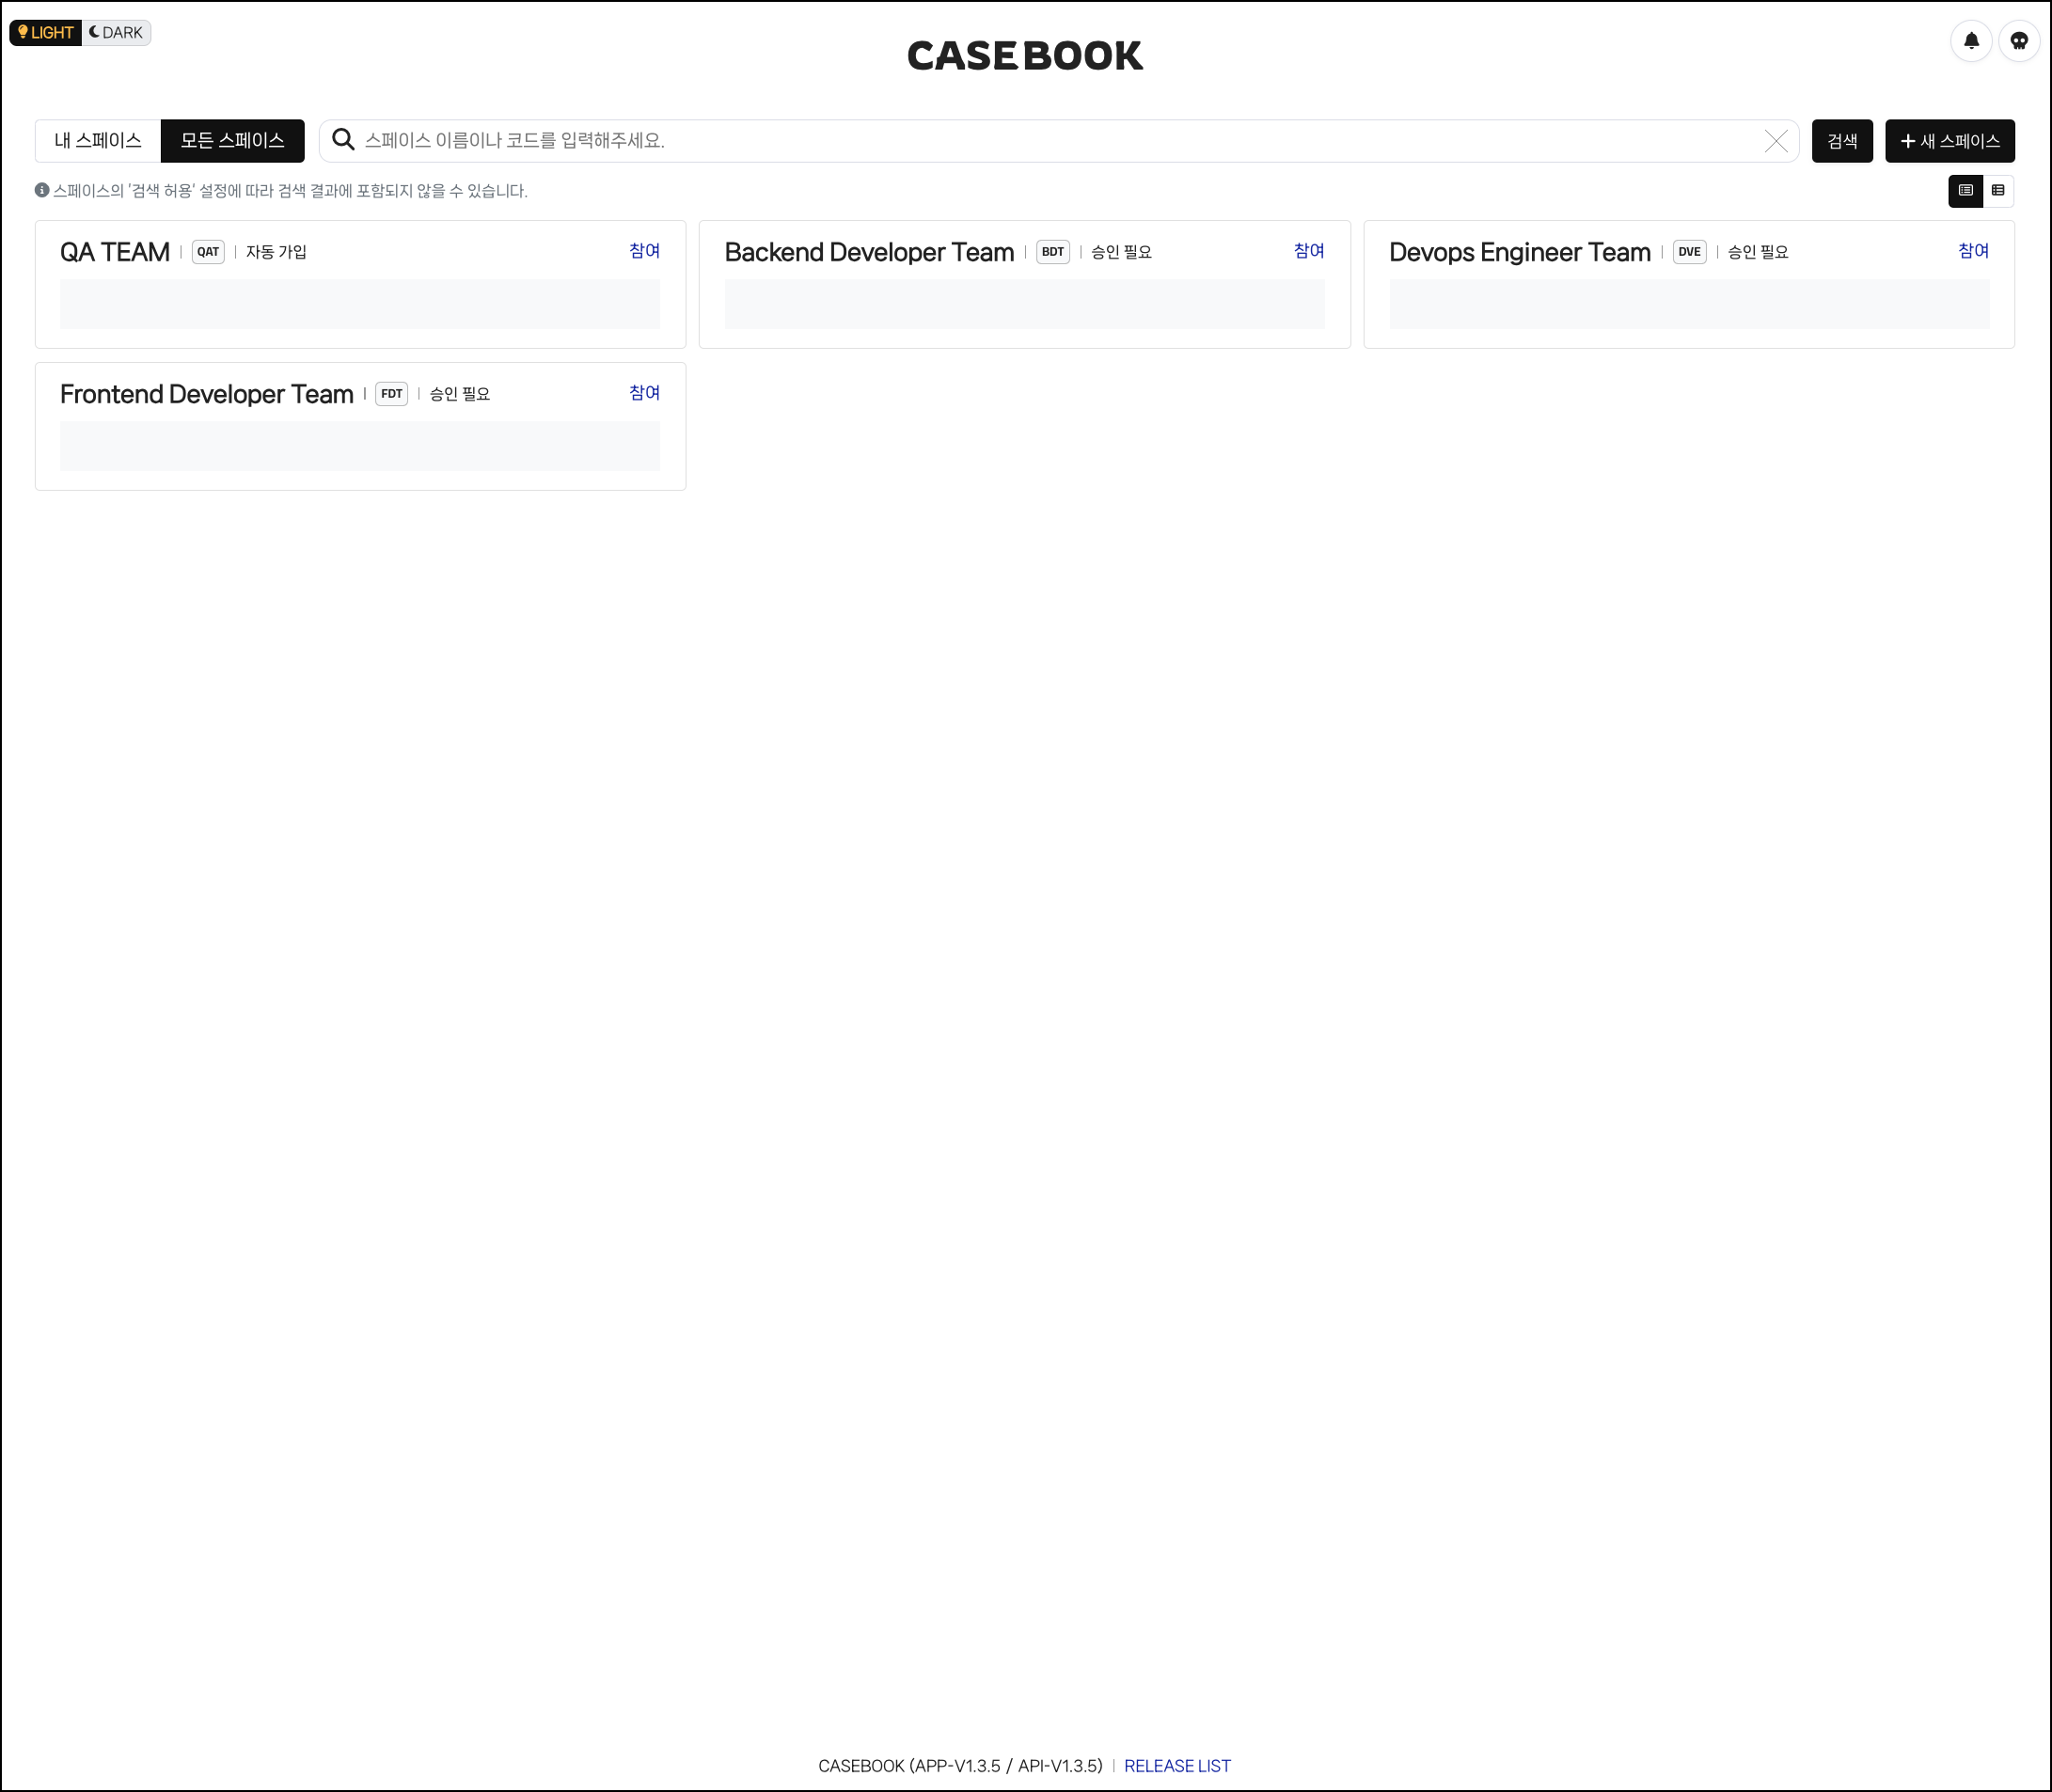 LIGHT DARK
CASEBOOK
내 스페이스 모든 스페이스 스페이스 이름이나 코드를 입력해주세요. 검색 + 새 스페이스
스페이스의 '검색 허용' 설정에 따라 검색 결과에 포함되지 않을 수 있습니다.
QA TEAM | QAT | 자동 가입 참여
Backend Developer Team | BDT | 승인 필요 참여
Devops Engineer Team | DVE | 승인 필요 참여
Frontend Developer Team | FDT | 승인 필요 참여
CASEBOOK (APP-V1.3.5 / API-V1.3.5) | RELEASE LIST